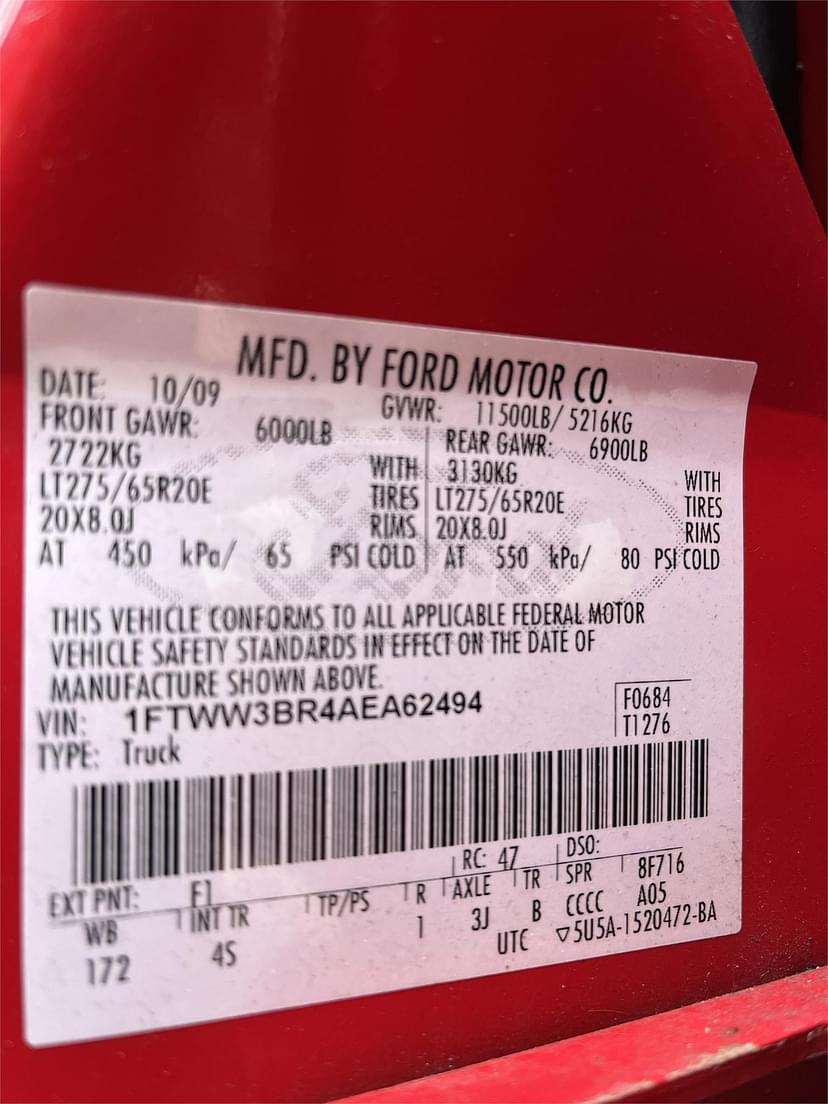 MFD. BY FORD MOTOR CO.
DATE: 10/09 GVWR: 11500LB/ 5216KG
FRONT GAWR: 6000LB REAR GAWR: 6900LB
2722KG WITH 3130KG WITH
LT275/65R20E TIRES LT275/65R20E TIRES
20X8.0J RIMS 20X8.0J RIMS
AT 450 kPa/ 65 PSI COLD AT 550 kPa/ 80 PSI COLD
THIS VEHICLE CONFORMS TO ALL APPLICABLE FEDERAL MOTOR
VEHICLE SAFETY STANDARDS IN EFFECT ON THE DATE OF
MANUFACTURE SHOWN ABOVE.
VIN: 1FTWW3BR4AEA62494 F0684
TYPE: Truck T1276
EXT PNT: F1 RC: 47 DSO:
WB INT TR TP/PS R AXLE TR SPR 8F716
172 4S 1 3J B CCCC A05
UTC ▽5U5A-1520472-BA